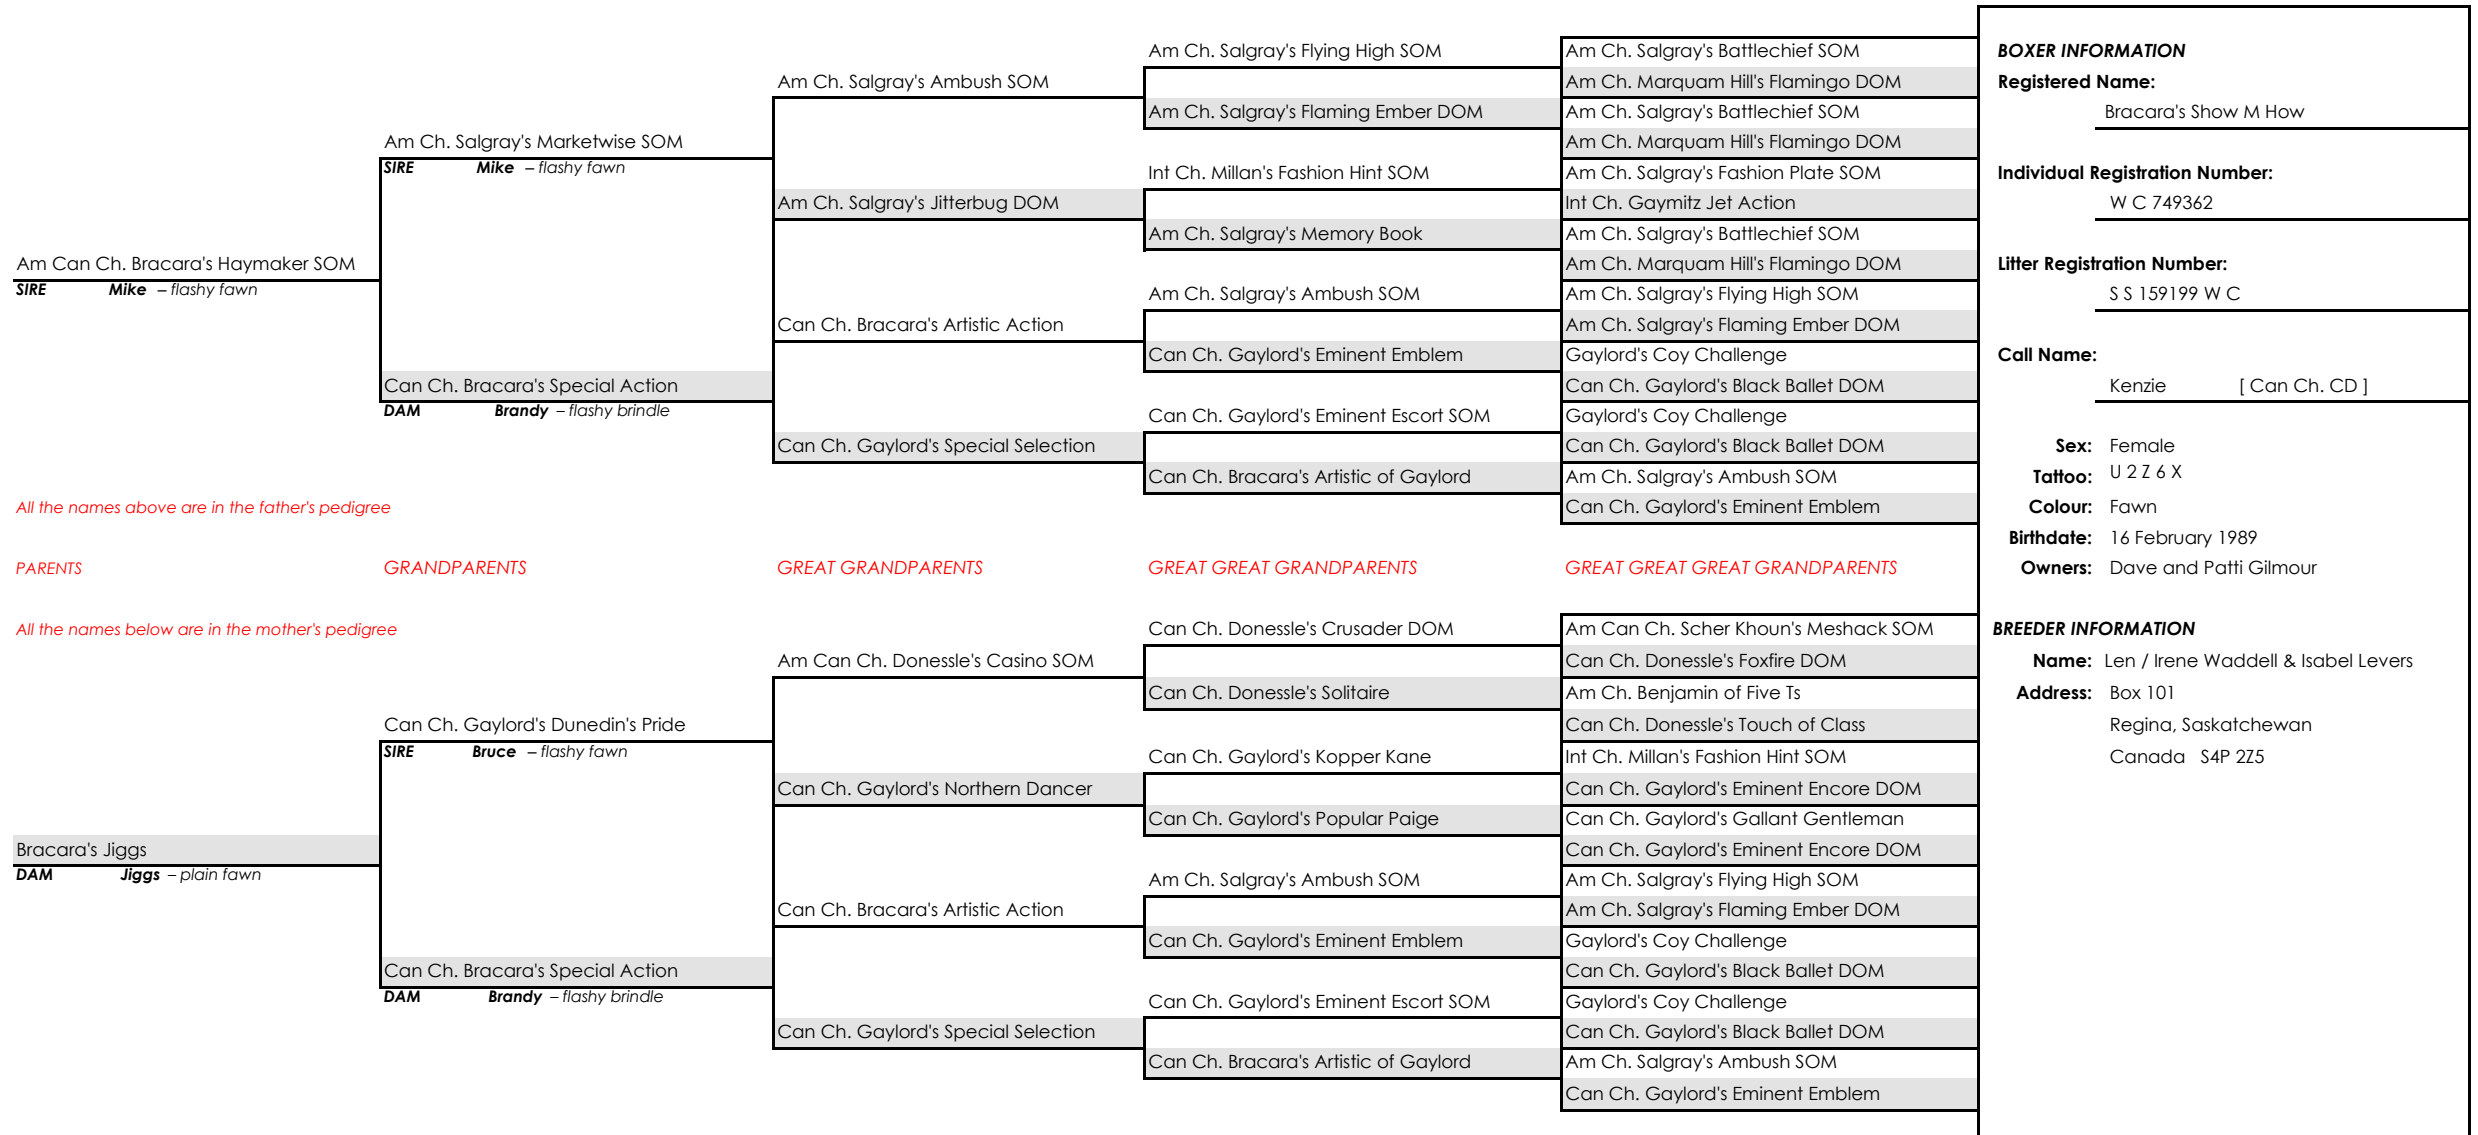 Am Ch. Salgray's Flying High SOM
Am Ch. Salgray's Battlechief SOM
BOXER INFORMATION
Am Ch. Salgray's Ambush SOM
Am Ch. Marquam Hill's Flamingo DOM
Registered Name:
Am Ch. Salgray's Flaming Ember DOM
Am Ch. Salgray's Battlechief SOM
Bracara's Show M How
Am Ch. Salgray's Marketwise SOM
Am Ch. Marquam Hill's Flamingo DOM
SIRE Mike – flashy fawn
Int Ch. Millan's Fashion Hint SOM
Am Ch. Salgray's Fashion Plate SOM
Individual Registration Number:
Am Ch. Salgray's Jitterbug DOM
Int Ch. Gaymitz Jet Action
W C 749362
Am Ch. Salgray's Memory Book
Am Ch. Salgray's Battlechief SOM
Am Can Ch. Bracara's Haymaker SOM
Am Ch. Marquam Hill's Flamingo DOM
Litter Registration Number:
SIRE Mike – flashy fawn
Am Ch. Salgray's Ambush SOM
Am Ch. Salgray's Flying High SOM
S S 159199 W C
Can Ch. Bracara's Artistic Action
Am Ch. Salgray's Flaming Ember DOM
Can Ch. Gaylord's Eminent Emblem
Gaylord's Coy Challenge
Call Name:
Can Ch. Bracara's Special Action
Can Ch. Gaylord's Black Ballet DOM
Kenzie [ Can Ch. CD ]
DAM Brandy – flashy brindle
Can Ch. Gaylord's Eminent Escort SOM
Gaylord's Coy Challenge
Can Ch. Gaylord's Special Selection
Can Ch. Gaylord's Black Ballet DOM
Sex: Female
Can Ch. Bracara's Artistic of Gaylord
Am Ch. Salgray's Ambush SOM
Tattoo: U 2 Z 6 X
All the names above are in the father's pedigree
Can Ch. Gaylord's Eminent Emblem
Colour: Fawn
Birthdate: 16 February 1989
PARENTS
GRANDPARENTS
GREAT GRANDPARENTS
GREAT GREAT GRANDPARENTS
GREAT GREAT GREAT GRANDPARENTS
Owners: Dave and Patti Gilmour
All the names below are in the mother's pedigree
Can Ch. Donessle's Crusader DOM
Am Can Ch. Scher Khoun's Meshack SOM
BREEDER INFORMATION
Am Can Ch. Donessle's Casino SOM
Can Ch. Donessle's Foxfire DOM
Name: Len / Irene Waddell & Isabel Levers
Can Ch. Donessle's Solitaire
Am Ch. Benjamin of Five Ts
Address: Box 101
Can Ch. Gaylord's Dunedin's Pride
Can Ch. Donessle's Touch of Class
Regina, Saskatchewan
SIRE Bruce – flashy fawn
Can Ch. Gaylord's Kopper Kane
Int Ch. Millan's Fashion Hint SOM
Canada S4P 2Z5
Can Ch. Gaylord's Northern Dancer
Can Ch. Gaylord's Eminent Encore DOM
Can Ch. Gaylord's Popular Paige
Can Ch. Gaylord's Gallant Gentleman
Bracara's Jiggs
Can Ch. Gaylord's Eminent Encore DOM
DAM Jiggs – plain fawn
Am Ch. Salgray's Ambush SOM
Am Ch. Salgray's Flying High SOM
Can Ch. Bracara's Artistic Action
Am Ch. Salgray's Flaming Ember DOM
Can Ch. Gaylord's Eminent Emblem
Gaylord's Coy Challenge
Can Ch. Bracara's Special Action
Can Ch. Gaylord's Black Ballet DOM
DAM Brandy – flashy brindle
Can Ch. Gaylord's Eminent Escort SOM
Gaylord's Coy Challenge
Can Ch. Gaylord's Special Selection
Can Ch. Gaylord's Black Ballet DOM
Can Ch. Bracara's Artistic of Gaylord
Am Ch. Salgray's Ambush SOM
Can Ch. Gaylord's Eminent Emblem